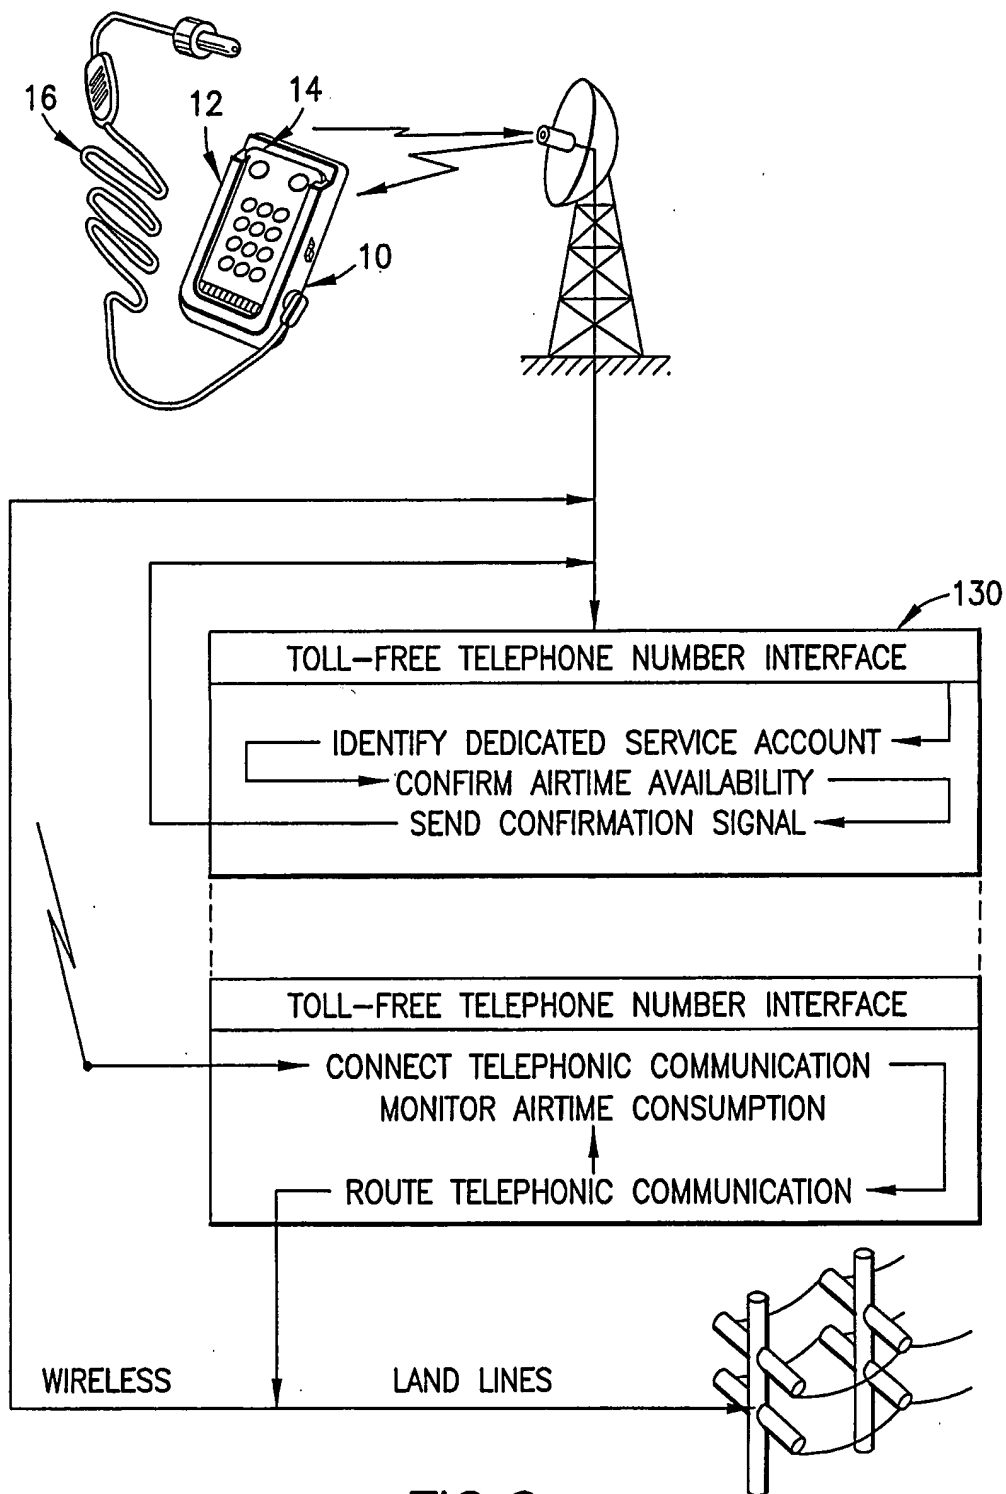 16
12
14
10
130
TOLL-FREE TELEPHONE NUMBER INTERFACE
IDENTIFY DEDICATED SERVICE ACCOUNT
CONFIRM AIRTIME AVAILABILITY
SEND CONFIRMATION SIGNAL
TOLL-FREE TELEPHONE NUMBER INTERFACE
CONNECT TELEPHONIC COMMUNICATION
MONITOR AIRTIME CONSUMPTION
ROUTE TELEPHONIC COMMUNICATION
WIRELESS
LAND LINES